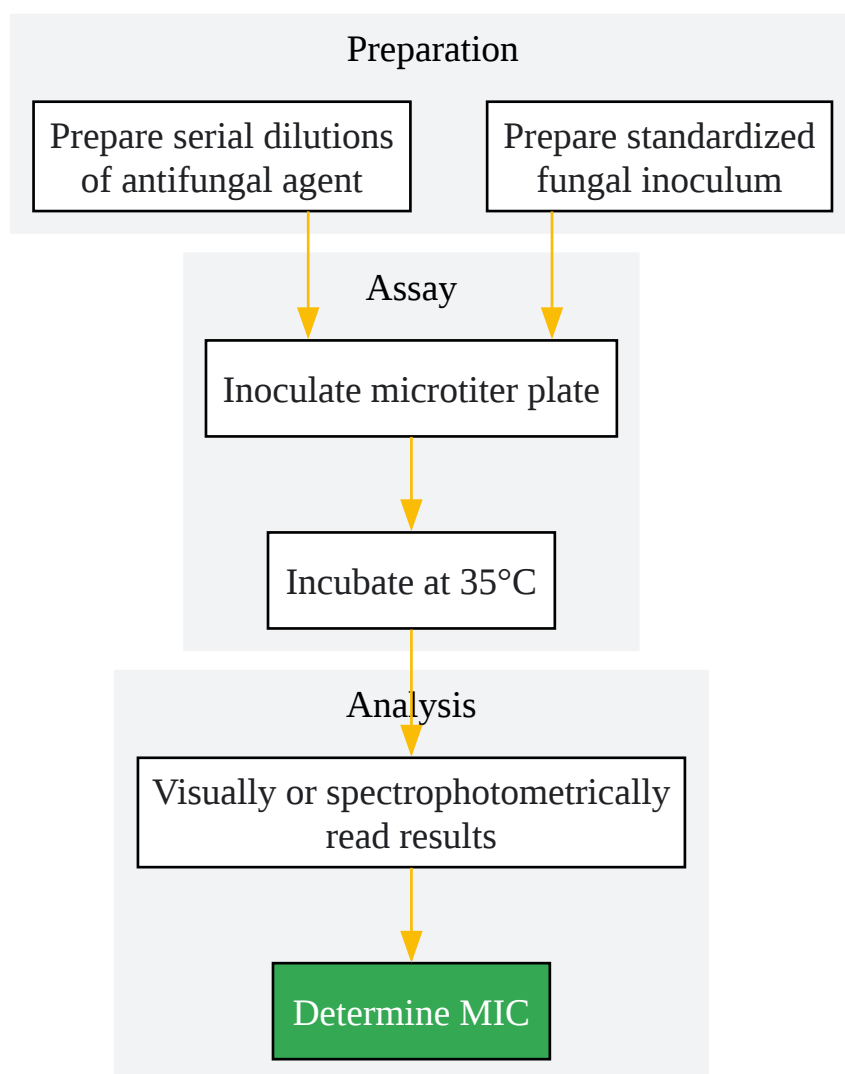 Preparation
Prepare serial dilutions
of antifungal agent
Prepare standardized
fungal inoculum
Assay
Inoculate microtiter plate
Incubate at 35°C
Analysis
Visually or spectrophotometrically
read results
Determine MIC